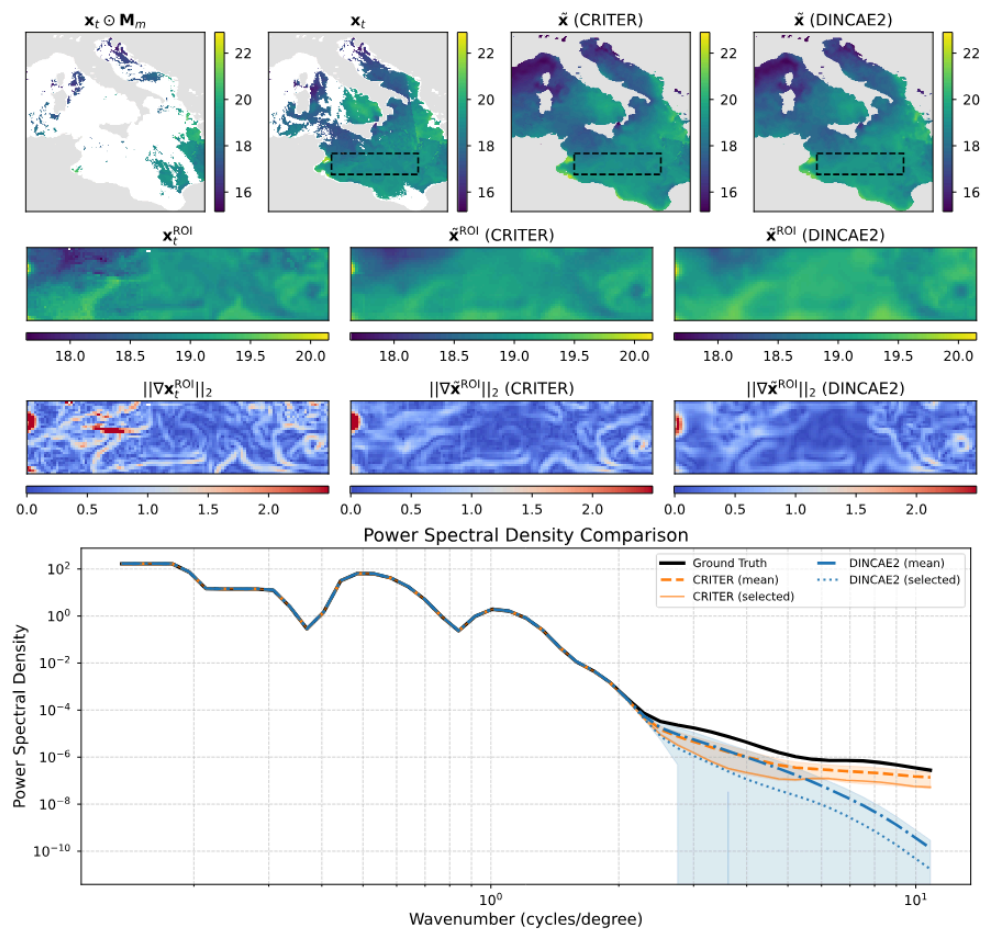 x_t ⊙ M_m
x_t
x̃ (CRITER)
x̃ (DINCAE2)
22
20
18
16
22
20
18
16
22
20
18
16
22
20
18
16
x_t^ROI
x̃^ROI (CRITER)
x̃^ROI (DINCAE2)
18.0 18.5 19.0 19.5 20.0
18.0 18.5 19.0 19.5 20.0
18.0 18.5 19.0 19.5 20.0
||∇x_t^ROI||_2
||∇x̃^ROI||_2 (CRITER)
||∇x̃^ROI||_2 (DINCAE2)
0.0 0.5 1.0 1.5 2.0
0.0 0.5 1.0 1.5 2.0
0.0 0.5 1.0 1.5 2.0
Power Spectral Density Comparison
Ground Truth
CRITER (mean)
CRITER (selected)
DINCAE2 (mean)
DINCAE2 (selected)
Power Spectral Density
10^2
10^0
10^−2
10^−4
10^−6
10^−8
10^−10
10^0
10^1
Wavenumber (cycles/degree)